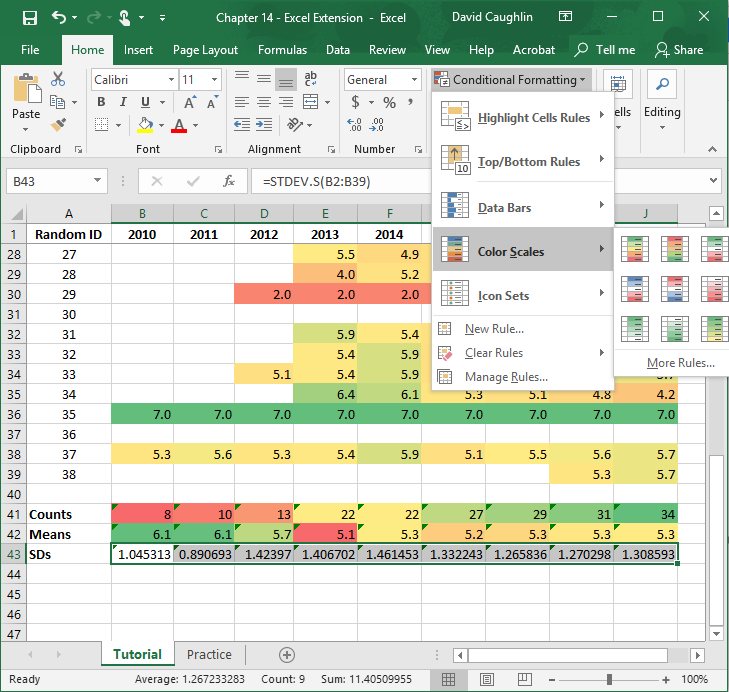 Chapter 14 - Excel Extension - Excel David Caughlin
File Home Insert Page Layout Formulas Data Review View Help Acrobat Tell me Share
Calibri 11 General Conditional Formatting
Paste B I U $ % , Editing
Clipboard Font Alignment Number
Highlight Cells Rules
Top/Bottom Rules
Data Bars
Color Scales
Icon Sets
New Rule...
Clear Rules
Manage Rules...
More Rules...
B43 fx =STDEV.S(B2:B39)
A B C D E F J
1 Random ID 2010 2011 2012 2013 2014
28 27 5.5 4.9
29 28 4.0 5.2
30 29 2.0 2.0 2.0
31 30
32 31 5.9 5.4
33 32 5.4 5.9
34 33 5.1 5.4 5.9
35 34 6.4 6.1 5.3 5.1 4.8 4.2
36 35 7.0 7.0 7.0 7.0 7.0 7.0 7.0 7.0 7.0
37 36
38 37 5.3 5.6 5.3 5.4 5.9 5.1 5.5 5.6 5.7
39 38 5.3 5.7
40
41 Counts 8 10 13 22 22 27 29 31 34
42 Means 6.1 6.1 5.7 5.1 5.3 5.2 5.3 5.3 5.3
43 SDs 1.045313 0.890693 1.42397 1.406702 1.461453 1.332243 1.265836 1.270298 1.308593
44
45
46
47
Tutorial Practice
Ready Average: 1.267233283 Count: 9 Sum: 11.40509955 100%